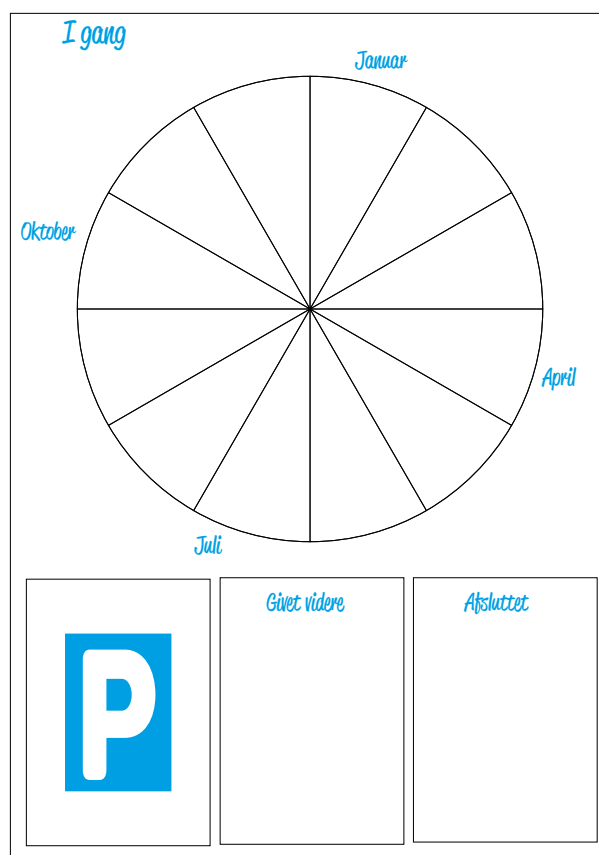 I gang
Januar
Oktober
April
Juli
Givet videre
Afsluttet
P